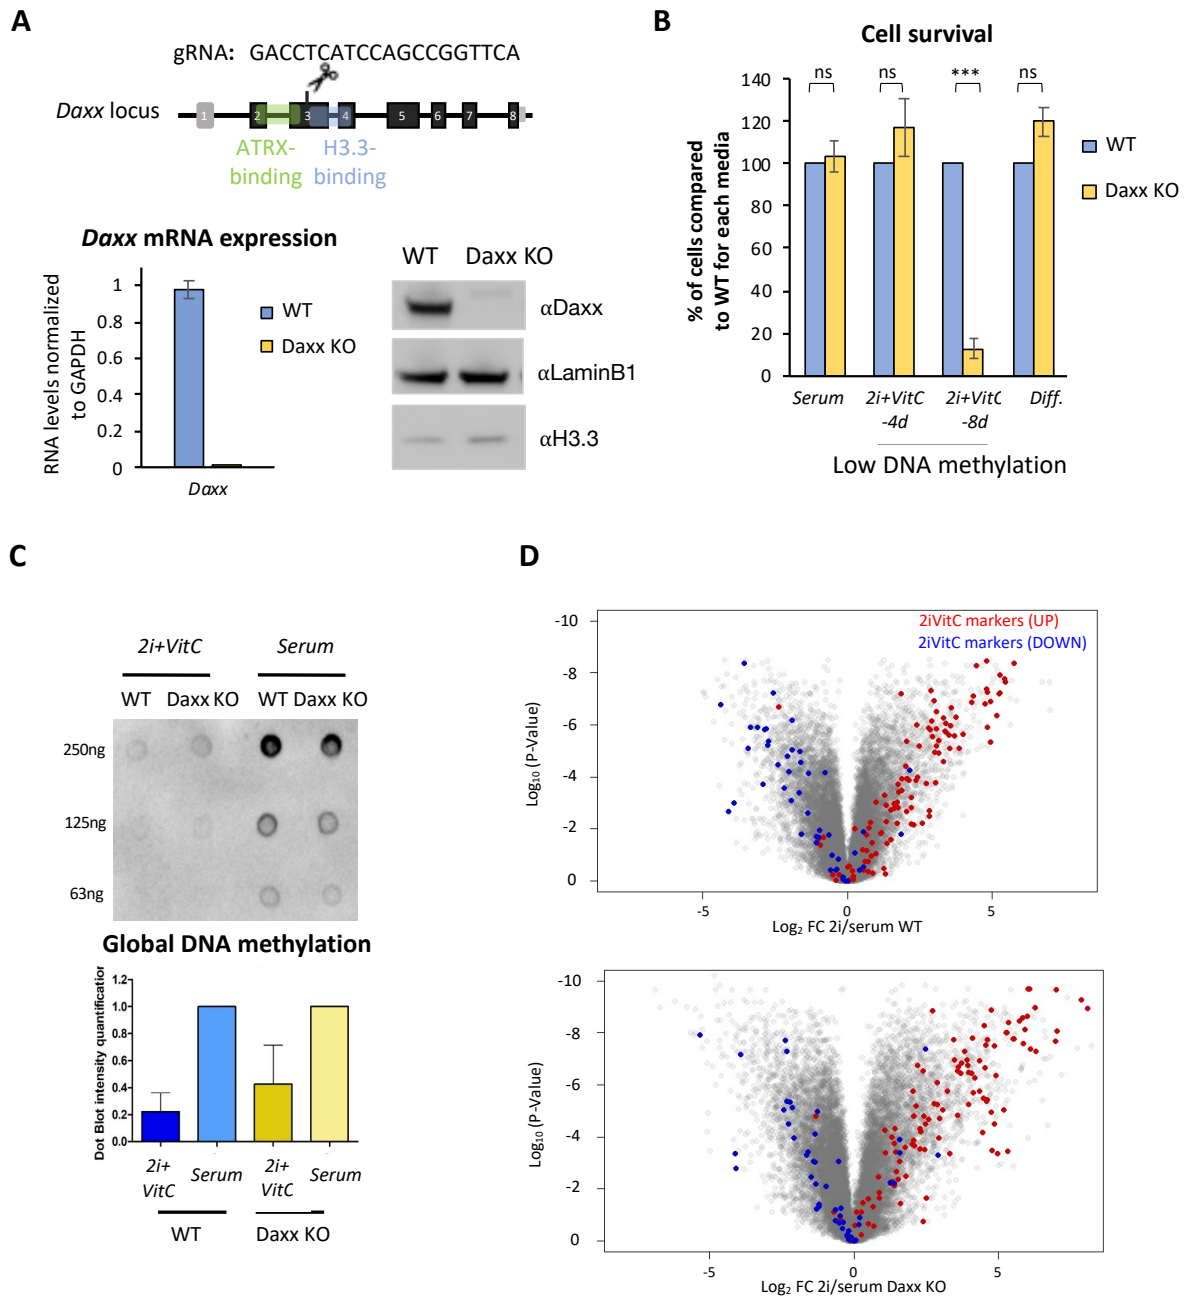 A
gRNA: GACCTCATCCAGCCGGTTCA
Daxx locus
1 2 3 4 5 6 7 8
ATRX-
binding
H3.3-
binding
Daxx mRNA expression
RNA levels normalized
to GAPDH
1
0.8
0.6
0.4
0.2
0
Daxx
WT
Daxx KO
WT Daxx KO
αDaxx
αLaminB1
αH3.3
B
Cell survival
% of cells compared
to WT for each media
140
120
100
80
60
40
20
0
ns ns *** ns
WT
Daxx KO
Serum
2i+VitC
-4d
2i+VitC
-8d
Diff.
Low DNA methylation
C
2i+VitC Serum
WT Daxx KO WT Daxx KO
250ng
125ng
63ng
Global DNA methylation
Dot Blot intensity quantification
1.2
1.0
0.8
0.6
0.4
0.2
0.0
2i+
VitC
Serum
2i+
VitC
Serum
WT
Daxx KO
D
2iVitC markers (UP)
2iVitC markers (DOWN)
Log10 (P-Value)
-10
-8
-6
-4
-2
0
-5 0 5
Log2 FC 2i/serum WT
Log10 (P-Value)
-10
-8
-6
-4
-2
0
-5 0 5
Log2 FC 2i/serum Daxx KO